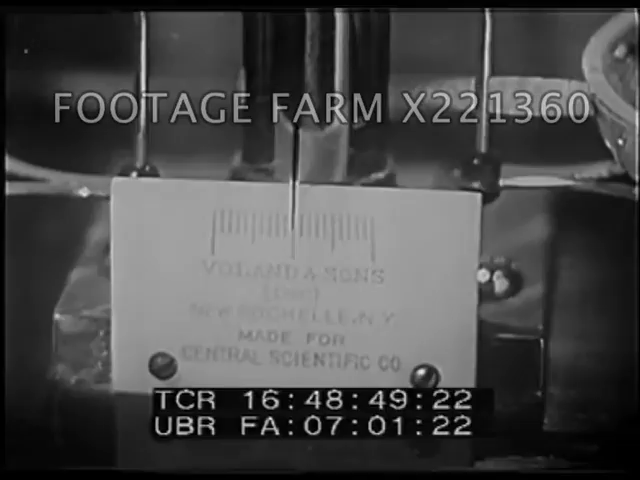 FOOTAGE FARM X221360
VOLAND & SONS
NEW ROCHELLE, N.Y.
MADE FOR
CENTRAL SCIENTIFIC CO.
TCR 16:48:49:22
UBR FA:07:01:22